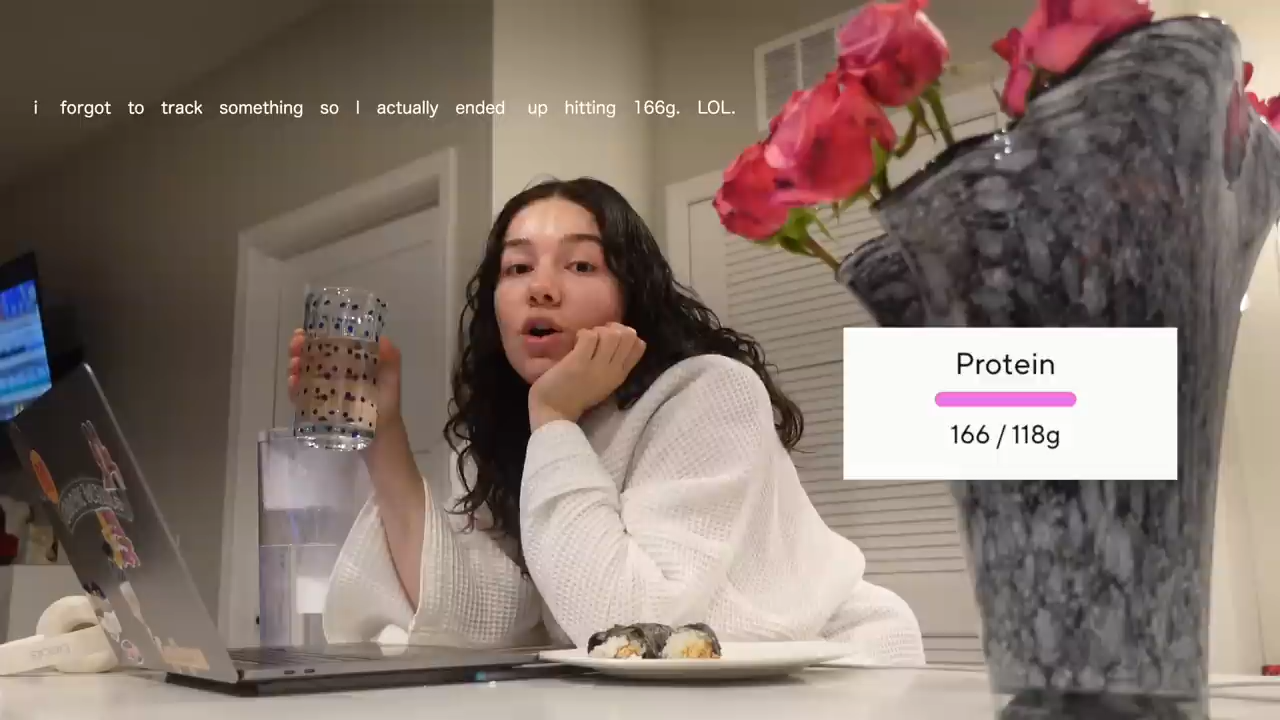 i forgot to track something so I actually ended up hitting 166g. LOL.
Protein
166 / 118g